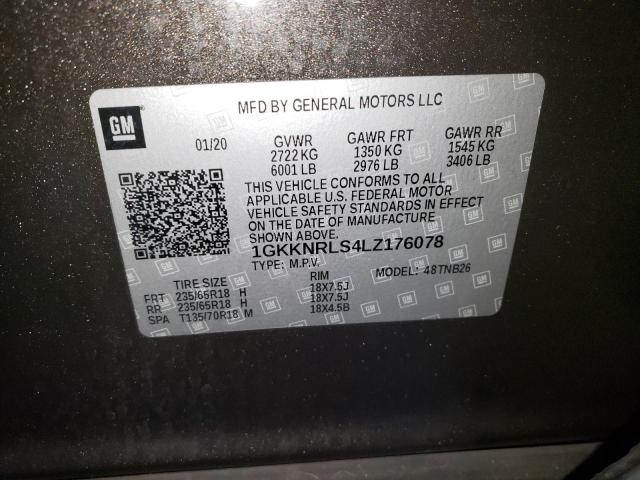 GM
MFD BY GENERAL MOTORS LLC
01/20 GVWR GAWR FRT GAWR RR
2722 KG 1350 KG 1545 KG
6001 LB 2976 LB 3406 LB
THIS VEHICLE CONFORMS TO ALL
APPLICABLE U.S. FEDERAL MOTOR
VEHICLE SAFETY STANDARDS IN EFFECT
ON THE DATE OF MANUFACTURE
SHOWN ABOVE.
1GKKNRLS4LZ176078
TYPE: M.P.V. MODEL: 48TNB26
TIRE SIZE RIM
FRT 235/65R18 H 18X7.5J
RR 235/65R18 H 18X7.5J
SPA T135/70R18 M 18X4.5B